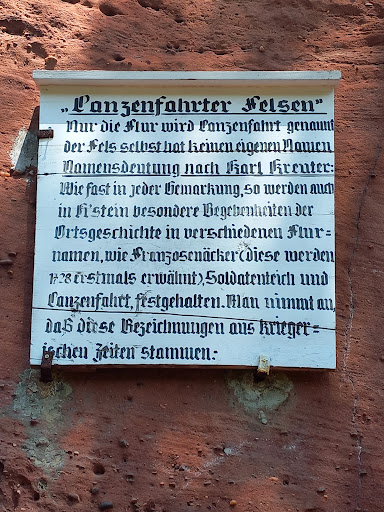 „Lanzenfahrter Felsen"
Nur die Flur wird Lanzenfahrt genannt
der Fels selbst hat keinen eigenen Namen
Namensdeutung nach Karl Kreuter:
Wie fast in jeder Gemarkung, so werden auch
in Ei'stein besondere Begebenheiten der
Ortsgeschichte in verschiedenen Flur=
namen, wie Franzosenäcker (diese werden
1728 erstmals erwähnt), Soldatenteich und
Lanzenfahrt, festgehalten. Man nimmt an,
daß diese Bezeichnungen aus krieger=
ischen Zeiten stammen.-